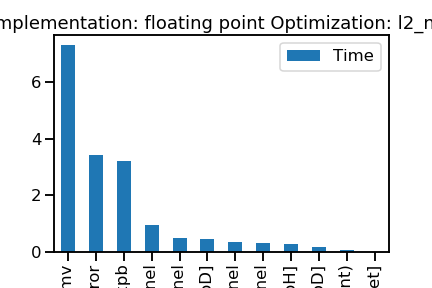 mplementation: floating point Optimization: l2_n
Time
6
4
2
0
mv
ror
xpb
nel
nel
oD]
nel
nel
oH]
oD]
nt)
et]